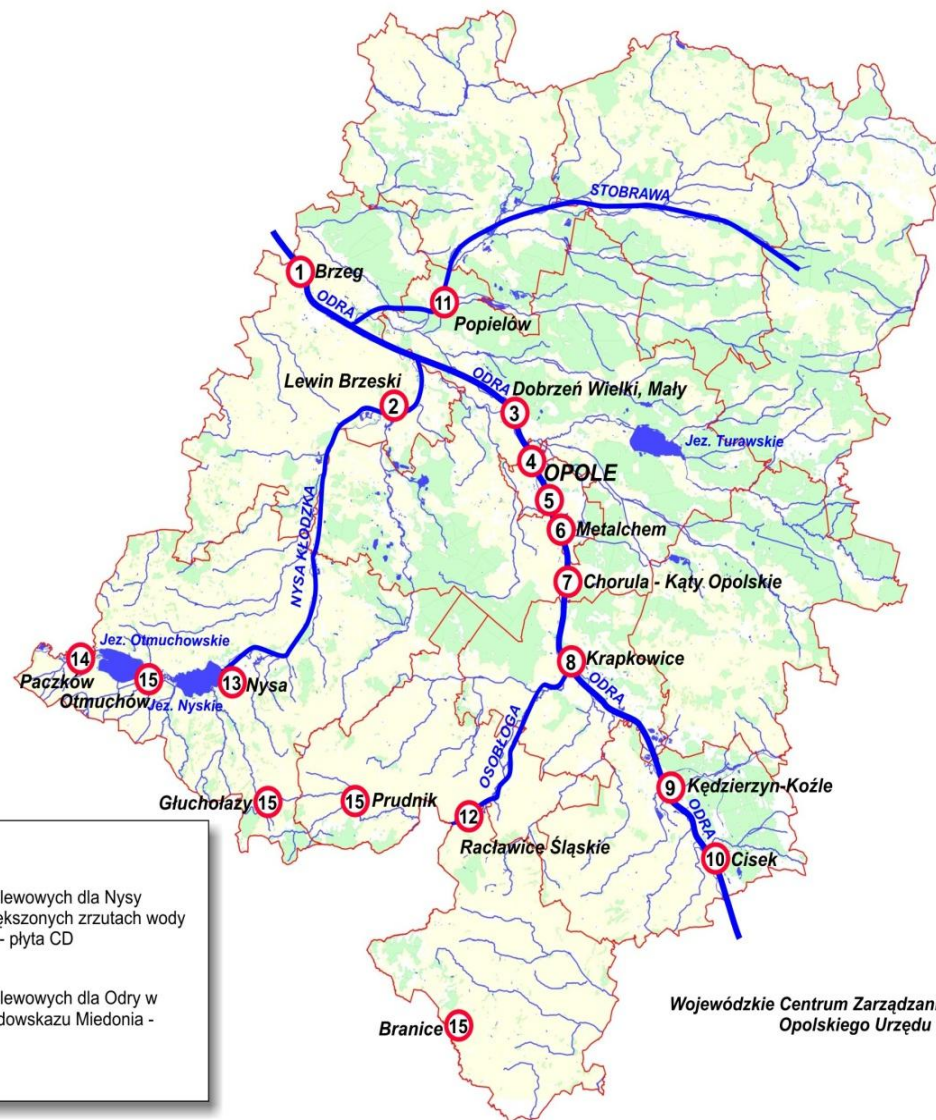 STOBRAWA
1 Brzeg
ODRA
11
Popielów
Lewin Brzeski
2
ODRA
Dobrzeń Wielki, Mały
3
Jez. Turawskie
4
OPOLE
5
6 Metalchem
NYSA KŁODZKA
7 Chorula - Kąty Opolskie
Jez. Otmuchowskie
14
Paczków
15
Otmuchów
Jez. Nyskie
13 Nysa
8 Krapkowice
ODRA
OSOBŁOGA
9 Kędzierzyn-Koźle
Głuchołazy 15
15 Prudnik
12
Racławice Śląskie
ODRA
10 Cisek
lewowych dla Nysy
iększonych zrzutach wody
- płyta CD
lewowych dla Odry w
dowskazu Miedonia -
Branice 15
Wojewódzkie Centrum Zarządzan
Opolskiego Urzędu